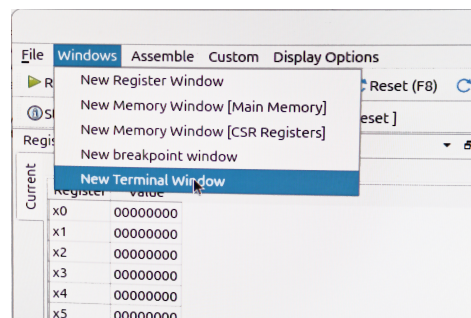 File Windows Assemble Custom Display Options
New Register Window
Reset (F8)
New Memory Window [Main Memory]
eset ]
New Memory Window [CSR Registers]
New breakpoint window
New Terminal Window
Current
Register Value
x0 00000000
x1 00000000
x2 00000000
x3 00000000
x4 00000000
x5 00000000